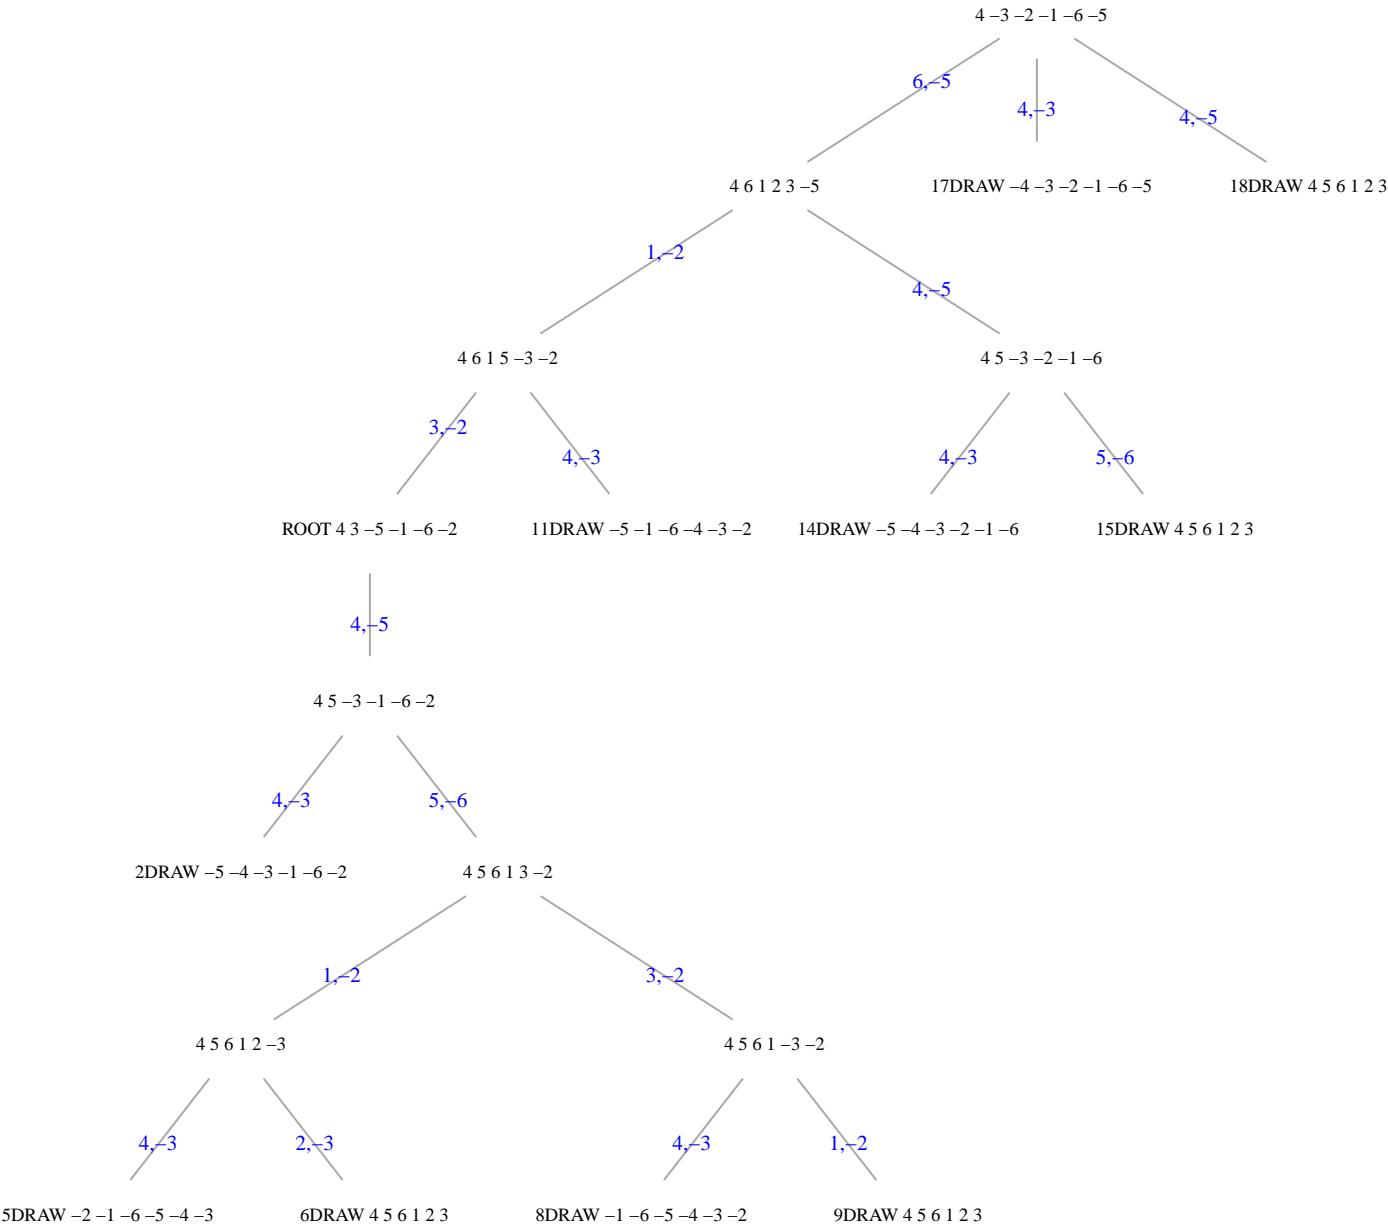 4 –3 –2 –1 –6 –5
6,–5
4,–3
4,–5
4 6 1 2 3 –5
17DRAW –4 –3 –2 –1 –6 –5
18DRAW 4 5 6 1 2 3
1,–2
4,–5
4 6 1 5 –3 –2
4 5 –3 –2 –1 –6
3,–2
4,–3
4,–3
5,–6
ROOT 4 3 –5 –1 –6 –2
11DRAW –5 –1 –6 –4 –3 –2
14DRAW –5 –4 –3 –2 –1 –6
15DRAW 4 5 6 1 2 3
4,–5
4 5 –3 –1 –6 –2
4,–3
5,–6
2DRAW –5 –4 –3 –1 –6 –2
4 5 6 1 3 –2
1,–2
3,–2
4 5 6 1 2 –3
4 5 6 1 –3 –2
4,–3
2,–3
4,–3
1,–2
5DRAW –2 –1 –6 –5 –4 –3
6DRAW 4 5 6 1 2 3
8DRAW –1 –6 –5 –4 –3 –2
9DRAW 4 5 6 1 2 3